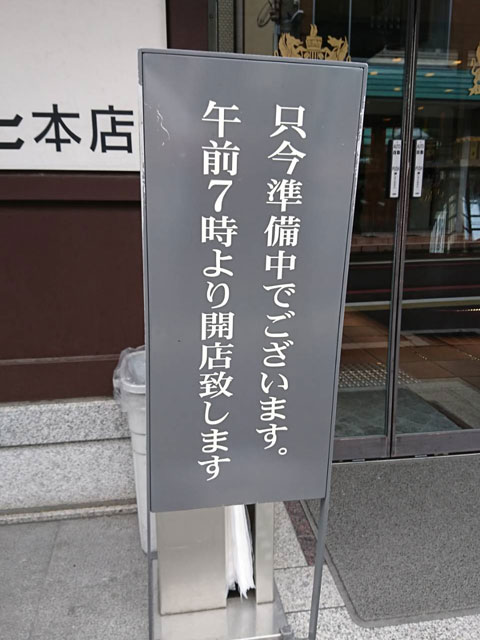 只今準備中でございます。
午前7時より開店致します
本店